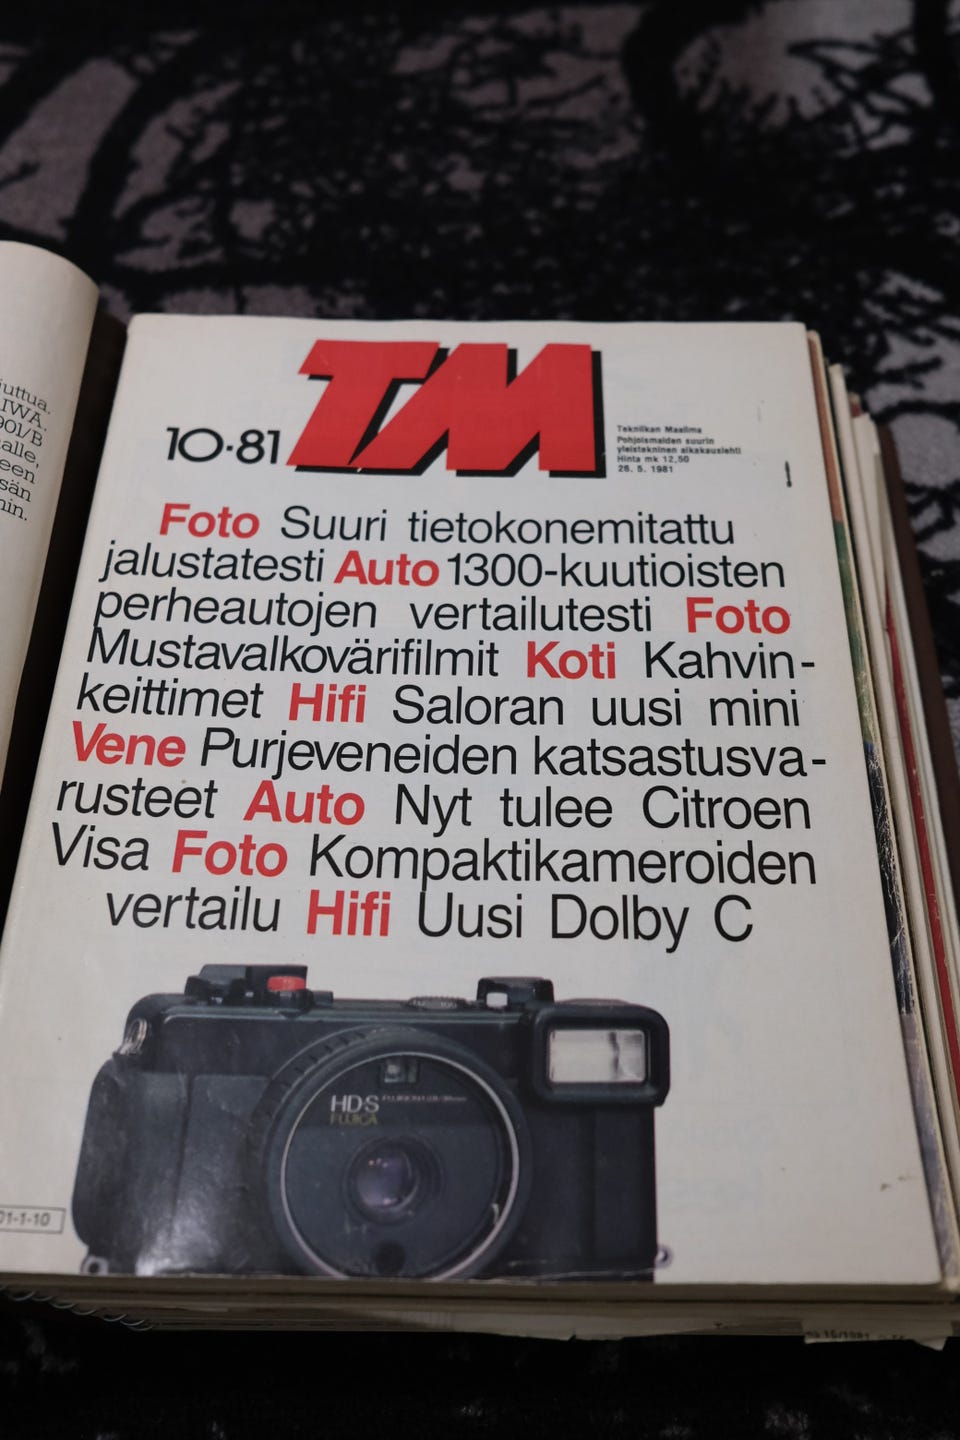 uttua.
IWA.
901/B
alle,
een
sän
nin.
TM
10·81
Tekniikan Maailma
Pohjoismaiden suurin
yleistekninen aikakauslehti
Hinta mk 12,50
26. 5. 1981
Foto Suuri tietokonemitattu
jalustatesti Auto 1300-kuutioisten
perheautojen vertailutesti Foto
Mustavalkovärifilmit Koti Kahvin-
keittimet Hifi Saloran uusi mini
Vene Purjeveneiden katsastusva-
rusteet Auto Nyt tulee Citroen
Visa Foto Kompaktikameroiden
vertailu Hifi Uusi Dolby C
HD-S
FUJICA
01-1-10